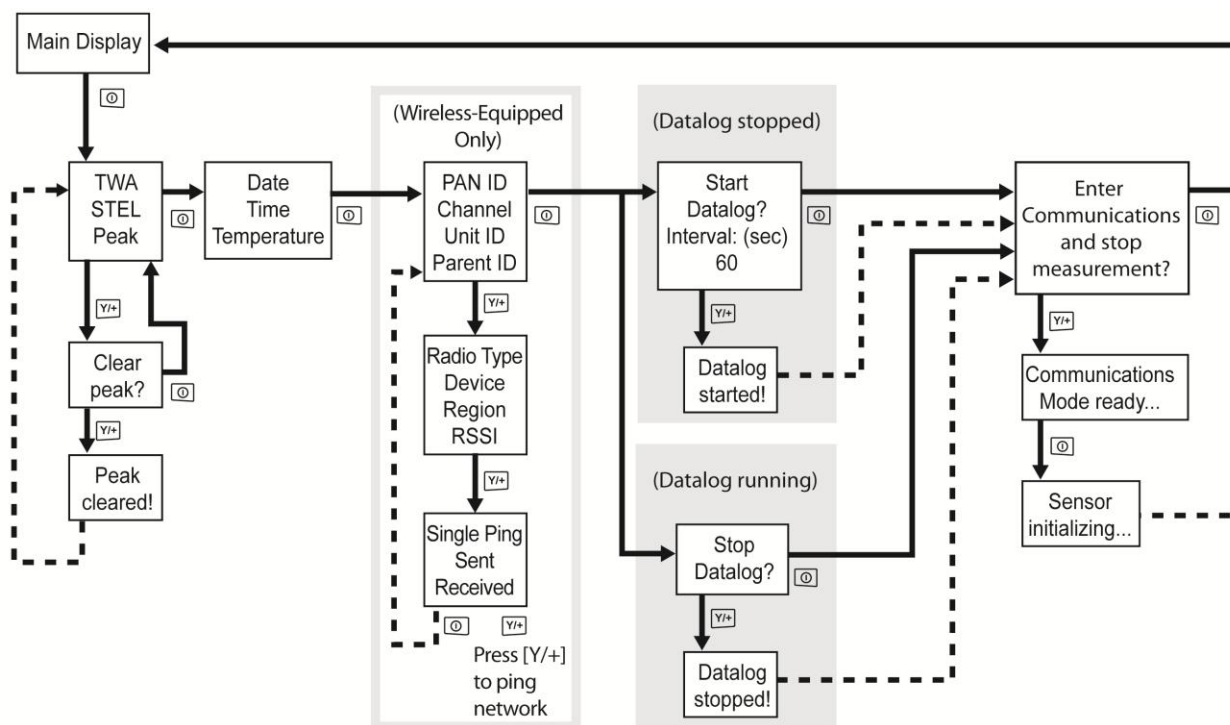 Main Display
TWA
STEL
Peak
Y/+
Clear
peak?
Y/+
Peak
cleared!
Date
Time
Temperature
(Wireless-Equipped
Only)
PAN ID
Channel
Unit ID
Parent ID
Y/+
Radio Type
Device
Region
RSSI
Y/+
Single Ping
Sent
Received
Y/+
Press [Y/+]
to ping
network
(Datalog stopped)
Start
Datalog?
Interval: (sec)
60
Y/+
Datalog
started!
(Datalog running)
Stop
Datalog?
Y/+
Datalog
stopped!
Enter
Communications
and stop
measurement?
Y/+
Communications
Mode ready...
Sensor
initializing...